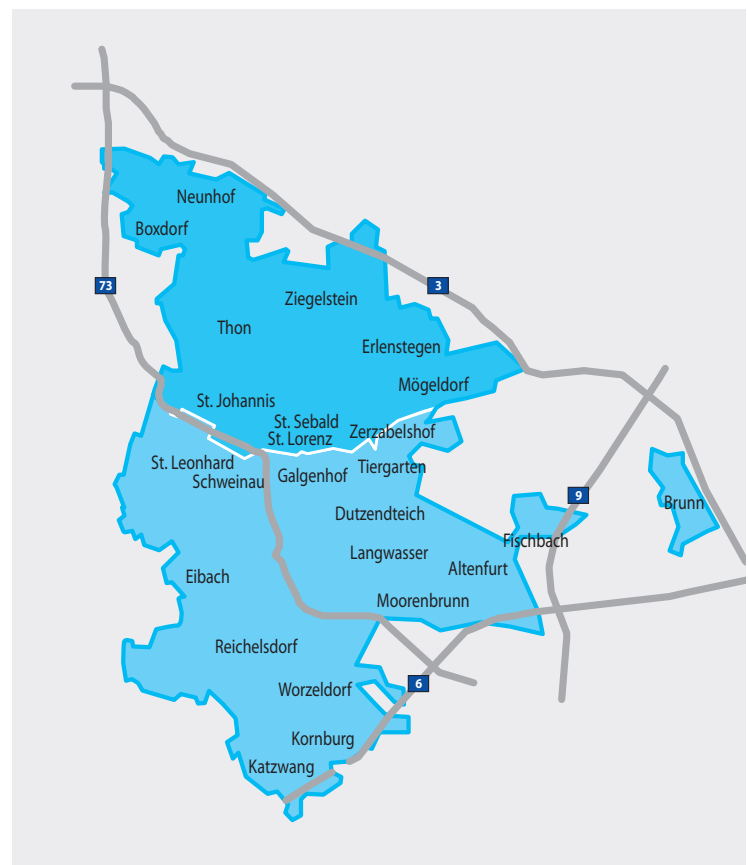 Neunhof
Boxdorf
73
3
Ziegelstein
Thon
Erlenstegen
Mögeldorf
St. Johannis
St. Sebald
Zerzabelshof
St. Lorenz
St. Leonhard
Tiergarten
Galgenhof
Schweinau
9
Brunn
Dutzendteich
Fischbach
Langwasser
Altenfurt
Eibach
Moorenbrunn
Reichelsdorf
6
Worzeldorf
Kornburg
Katzwang